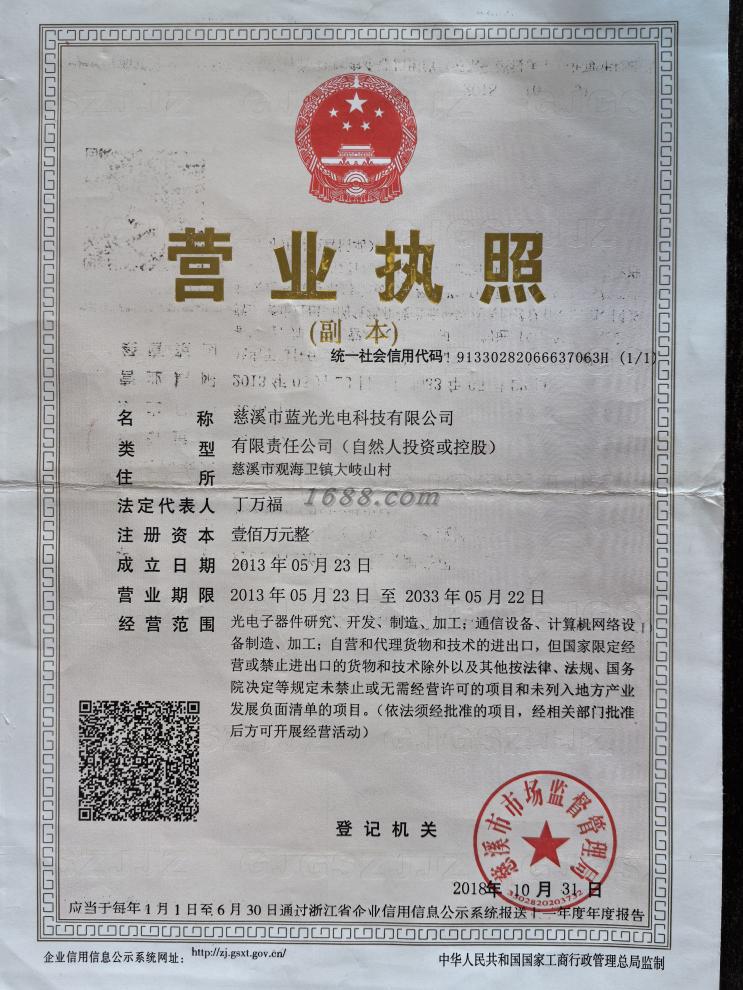 营业执照
(副 本)
统一社会信用代码 91330282066637063H (1/1)
名 称 慈溪市蓝光光电科技有限公司
类 型 有限责任公司（自然人投资或控股）
住 所 慈溪市观海卫镇大岐山村
1688.com
法定代表人 丁万福
注册资本 壹佰万元整
成立日期 2013年05月23日
营业期限 2013年05月23日 至 2033年05月22日
经营范围 光电子器件研究、开发、制造、加工；通信设备、计算机网络设
备制造、加工；自营和代理货物和技术的进出口，但国家限定经
营或禁止进出口的货物和技术除外以及其他按法律、法规、国务
院决定等规定未禁止或无需经营许可的项目和未列入地方产业
发展负面清单的项目。（依法须经批准的项目，经相关部门批准
后方可开展经营活动）
登记机关
慈溪市市场监督管理局
2018年10月31日
应当于每年1月1日至6月30日通过浙江省企业信用信息公示系统报送上一年度年度报告
企业信用信息公示系统网址：http://zj.gsxt.gov.cn/
中华人民共和国国家工商行政管理总局监制